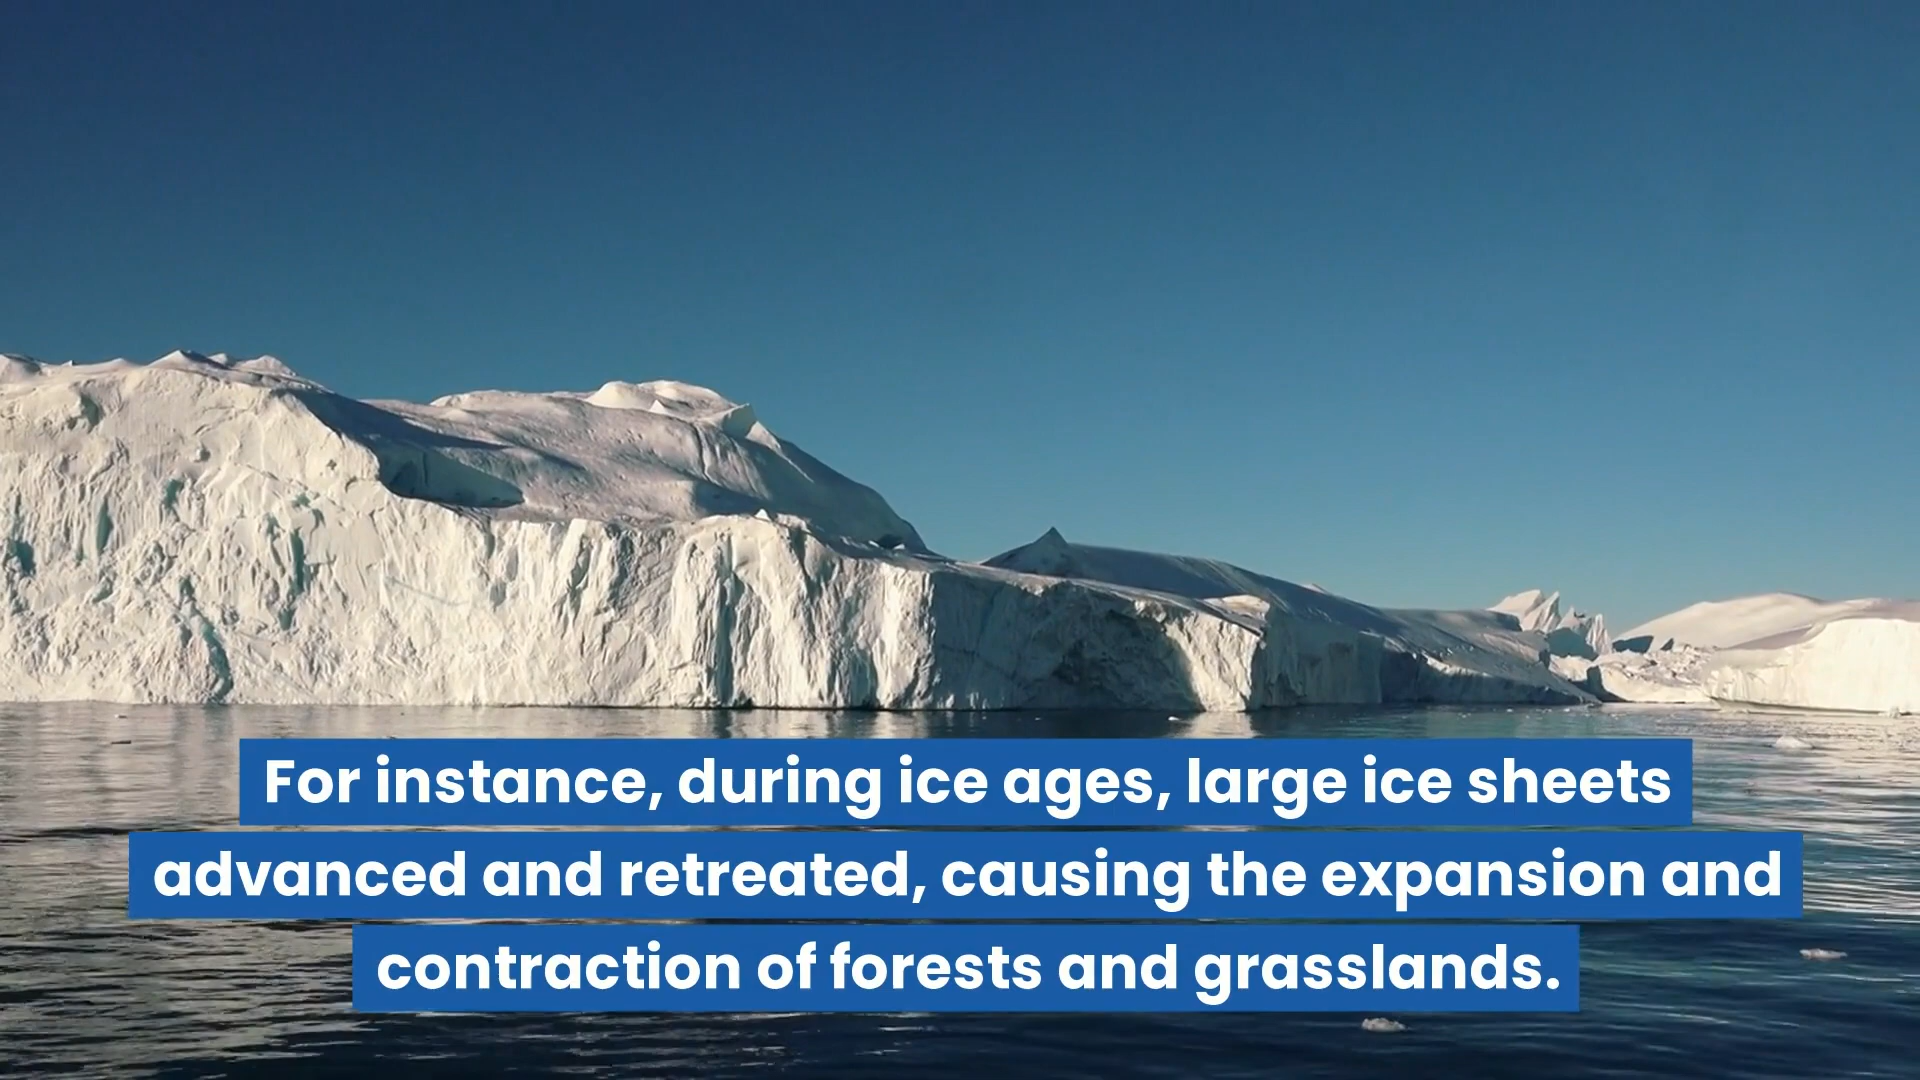 For instance, during ice ages, large ice sheets
advanced and retreated, causing the expansion and
contraction of forests and grasslands.